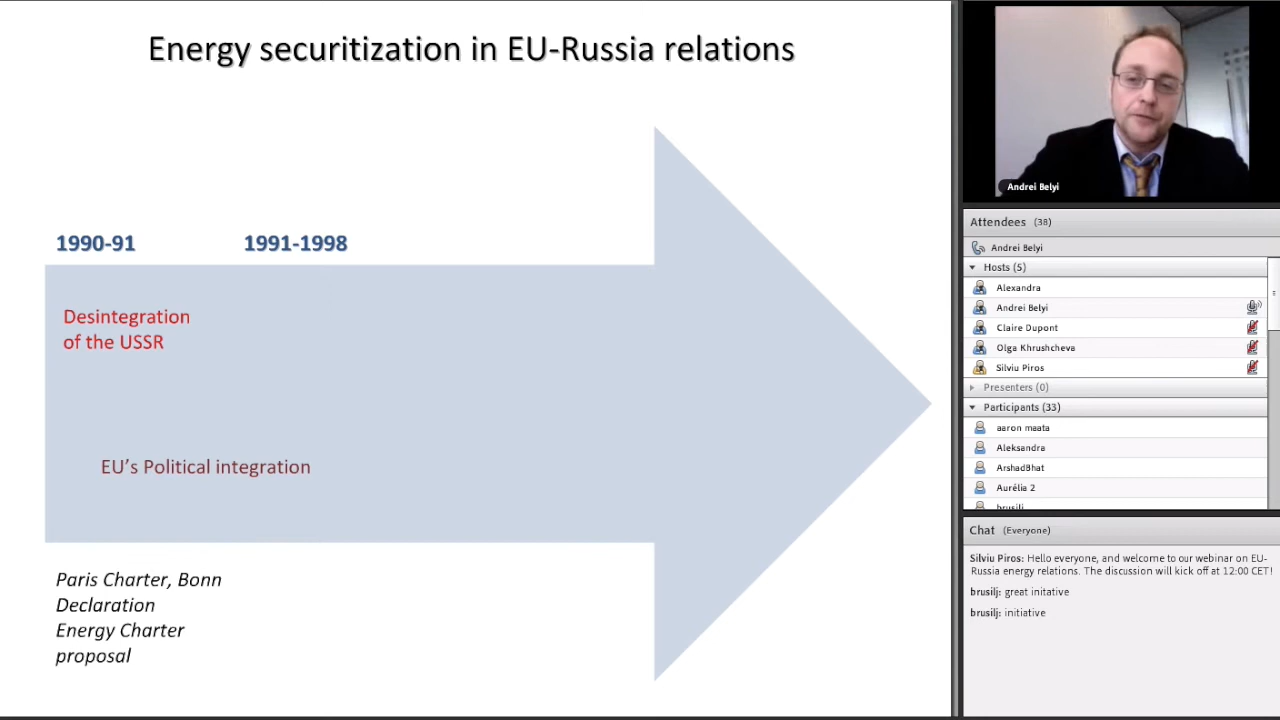 Energy securitization in EU-Russia relations
1990-91
1991-1998
Desintegration
of the USSR
EU's Political integration
Paris Charter, Bonn
Declaration
Energy Charter
proposal
Andrei Belyi
Attendees (38)
Andrei Belyi
Hosts (5)
Alexandra
Andrei Belyi
Claire Dupont
Olga Khrushcheva
Silviu Piros
Presenters (0)
Participants (33)
aaron maata
Aleksandra
ArshadBhat
Aurélia 2
brusilj
Chat (Everyone)
Silviu Piros: Hello everyone, and welcome to our webinar on EU-
Russia energy relations. The discussion will kick off at 12:00 CET!
brusilj: great initative
brusilj: initiative